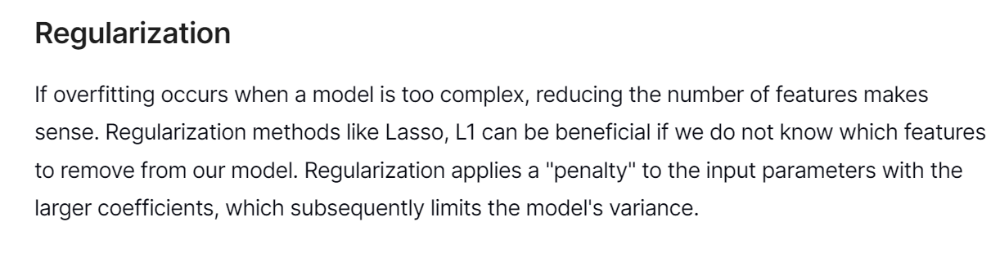 Regularization
If overfitting occurs when a model is too complex, reducing the number of features makes
sense. Regularization methods like Lasso, L1 can be beneficial if we do not know which features
to remove from our model. Regularization applies a "penalty" to the input parameters with the
larger coefficients, which subsequently limits the model's variance.